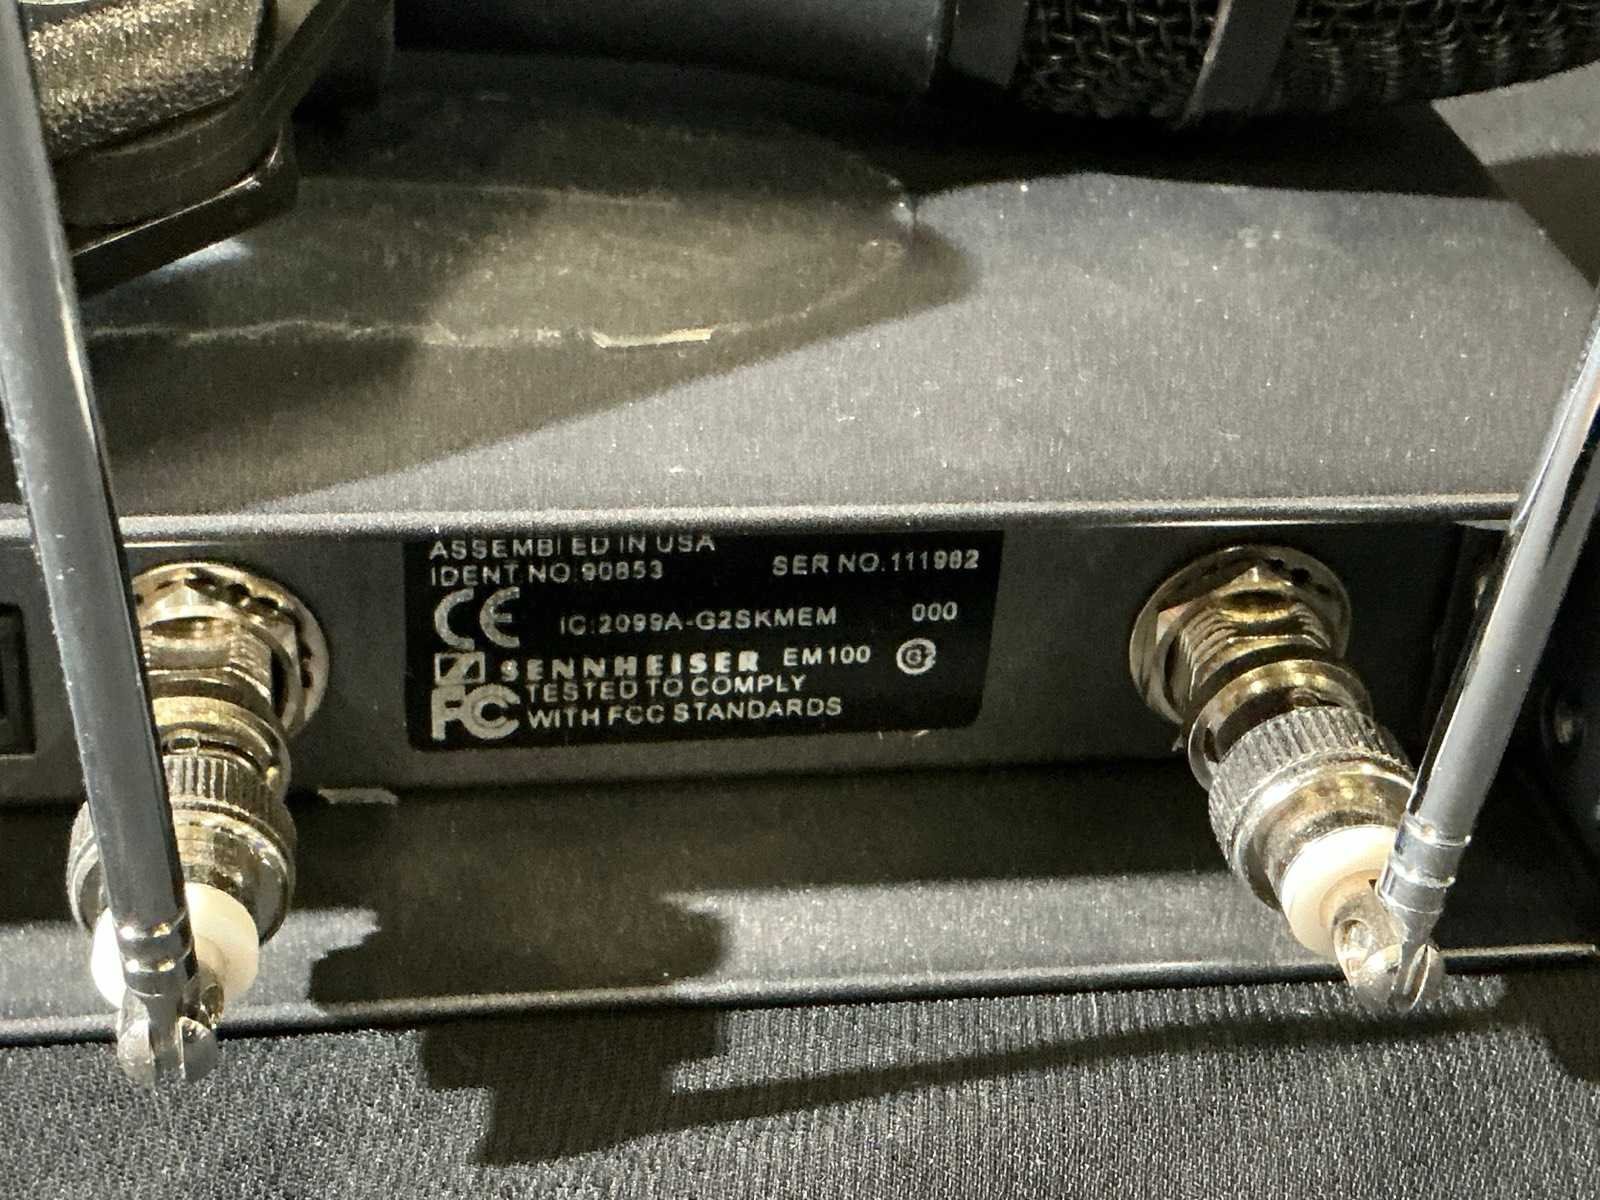 ASSEMBLED IN USA
IDENT.NO.90853 SER NO.111982
CE IC:2099A-G2SKMEM 000
SENNHEISER EM100 G2
FC TESTED TO COMPLY
WITH FCC STANDARDS